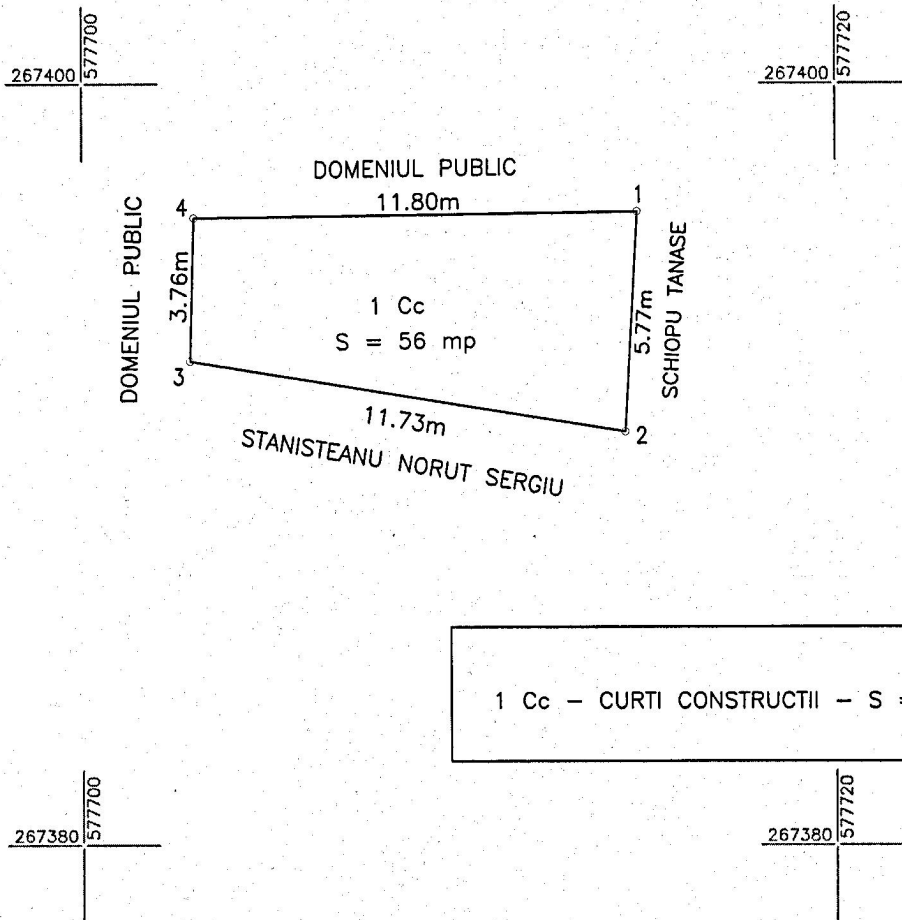 577700
267400
577720
267400
DOMENIUL PUBLIC
11.80m
4
1
DOMENIUL PUBLIC
3.76m
1 Cc
S = 56 mp
5.77m
SCHIOPU TANASE
3
11.73m
2
STANISTEANU NORUT SERGIU
1 Cc – CURTI CONSTRUCTII – S =
577700
267380
577720
267380